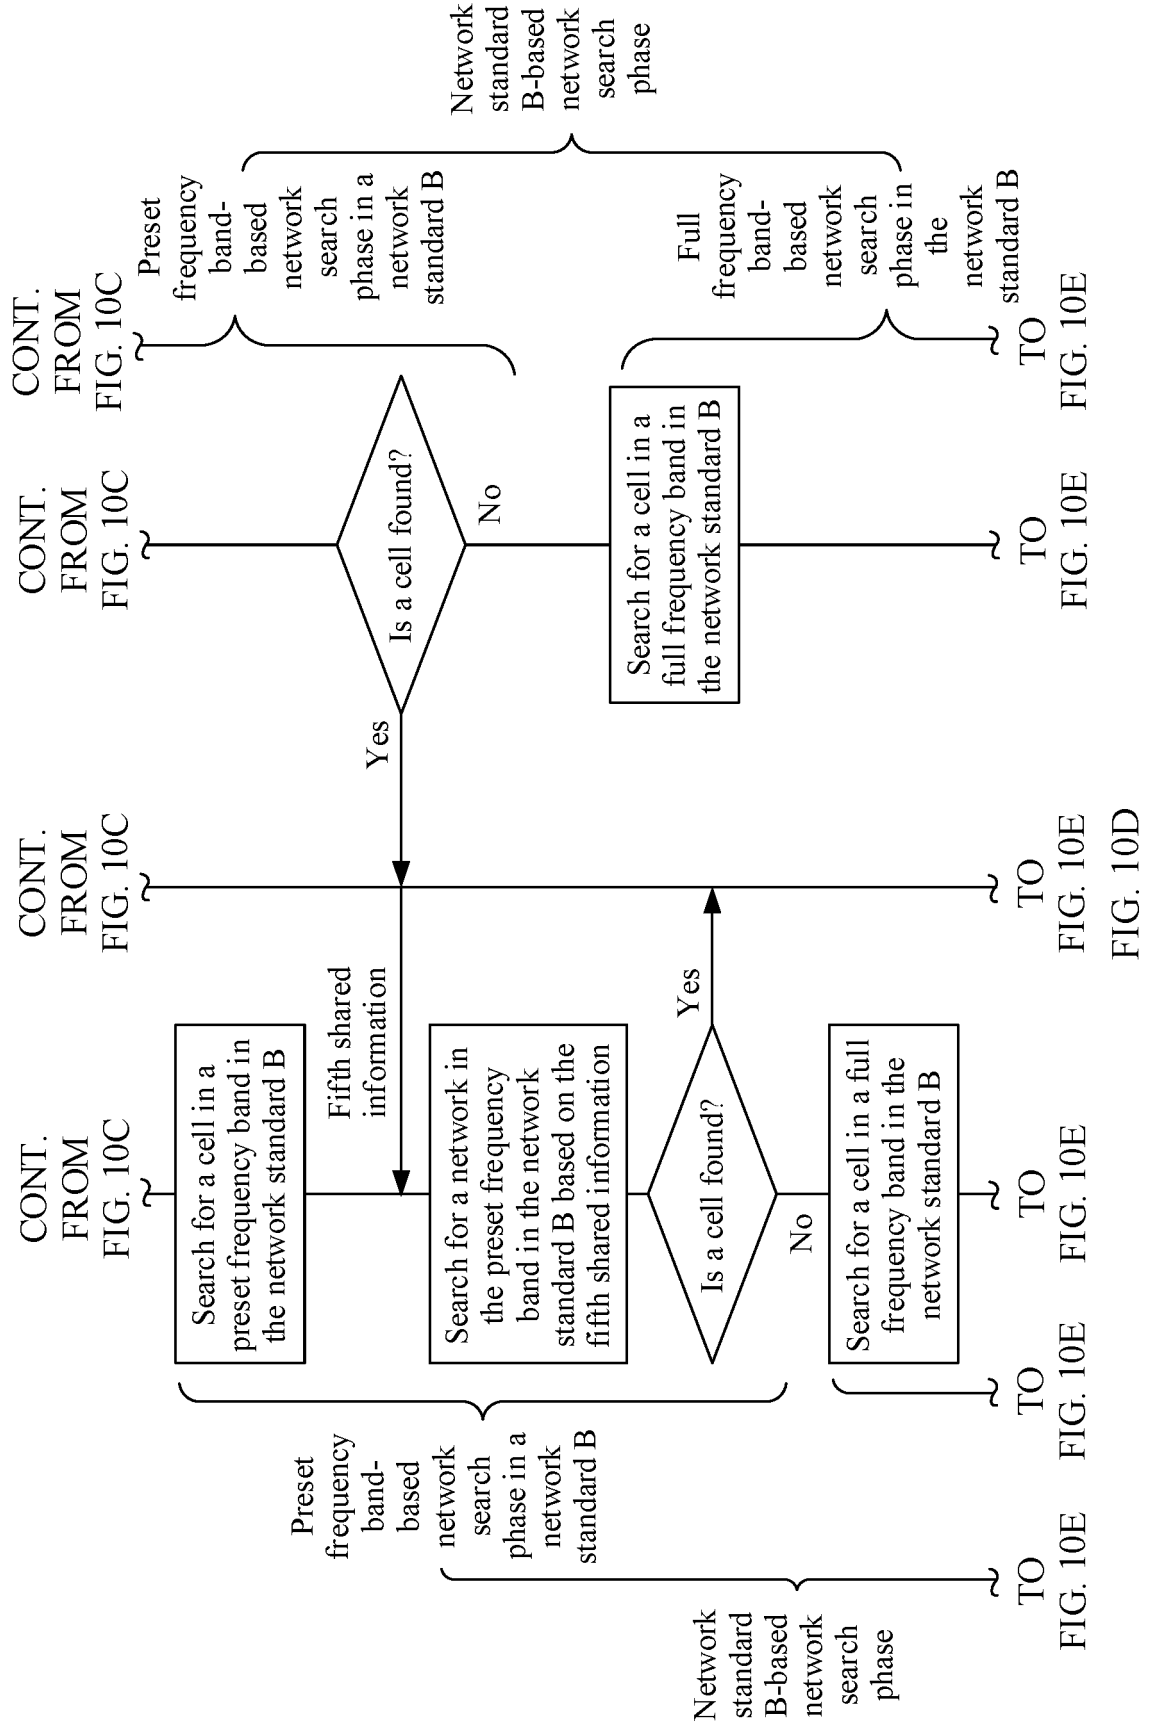 CONT.
FROM
FIG. 10C
CONT.
FROM
FIG. 10C
CONT.
FROM
FIG. 10C
CONT.
FROM
FIG. 10C
Preset
frequency
band-
based
network
search
phase in a
network
standard B
Search for a cell in a
preset frequency band in
the network standard B
Fifth shared
information
Yes
Is a cell found?
No
Preset
frequency
band-
based
network
search
phase in a
network
standard B
Network
standard
B-based
network
search
phase
Search for a network in
the preset frequency
band in the network
standard B based on the
fifth shared information
Search for a cell in a
full frequency band in
the network standard B
Full
frequency
band-
based
network
search
phase in
the
network
standard B
Network
standard
B-based
network
search
phase
Is a cell found?
Yes
No
Search for a cell in a full
frequency band in the
network standard B
TO
FIG. 10E
TO
FIG. 10E
TO
FIG. 10E
TO
FIG. 10E
TO
FIG. 10E
TO
FIG. 10E
FIG. 10D